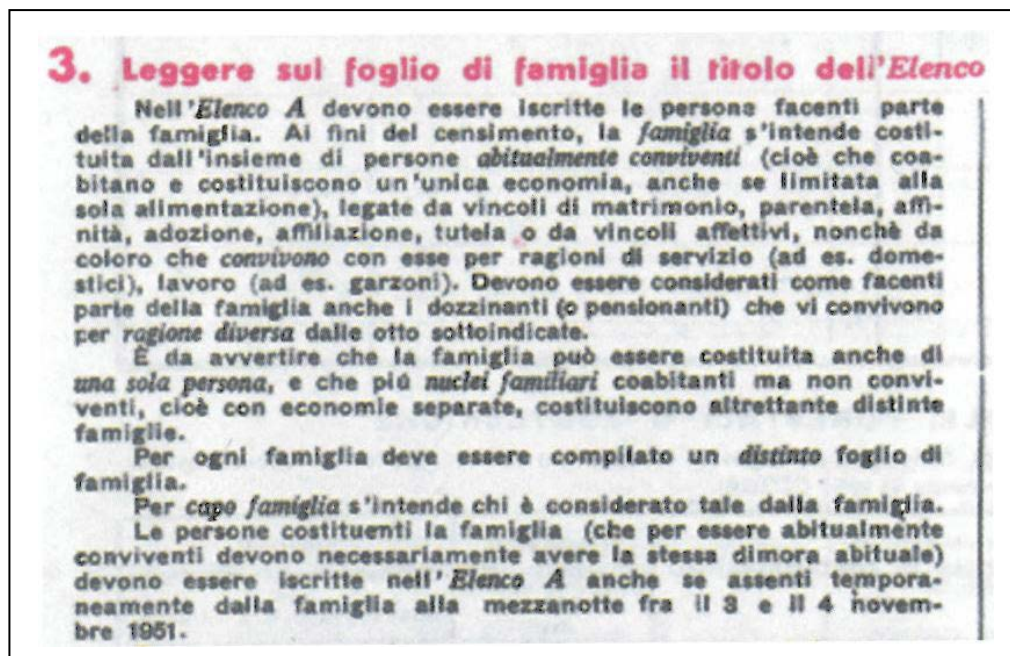 3. Leggere sul foglio di famiglia il titolo dell'Elenco
Nell'Elenco A devono essere iscritte le persone facenti parte
della famiglia. Ai fini del censimento, la famiglia s'intende costi-
tuita dall'insieme di persone abitualmente conviventi (cioè che coa-
bitano e costituiscono un'unica economia, anche se limitata alla
sola alimentazione), legate da vincoli di matrimonio, parentela, affi-
nità, adozione, affiliazione, tutela o da vincoli affettivi, nonchè da
coloro che convivono con esse per ragioni di servizio (ad es. dome-
stici), lavoro (ad es. garzoni). Devono essere considerati come facenti
parte della famiglia anche i dozzinanti (o pensionanti) che vi convivono
per ragione diversa dalle otto sottoindicate.
È da avvertire che la famiglia può essere costituita anche di
una sola persona, e che piú nuclei familiari coabitanti ma non convi-
venti, cioè con economie separate, costituiscono altrettante distinte
famiglie.
Per ogni famiglia deve essere compilato un distinto foglio di
famiglia.
Per capo famiglia s'intende chi è considerato tale dalla famiglia.
Le persone costituenti la famiglia (che per essere abitualmente
conviventi devono necessariamente avere la stessa dimora abituale)
devono essere iscritte nell'Elenco A anche se assenti tempora-
neamente dalla famiglia alla mezzanotte fra il 3 e il 4 novem-
bre 1951.